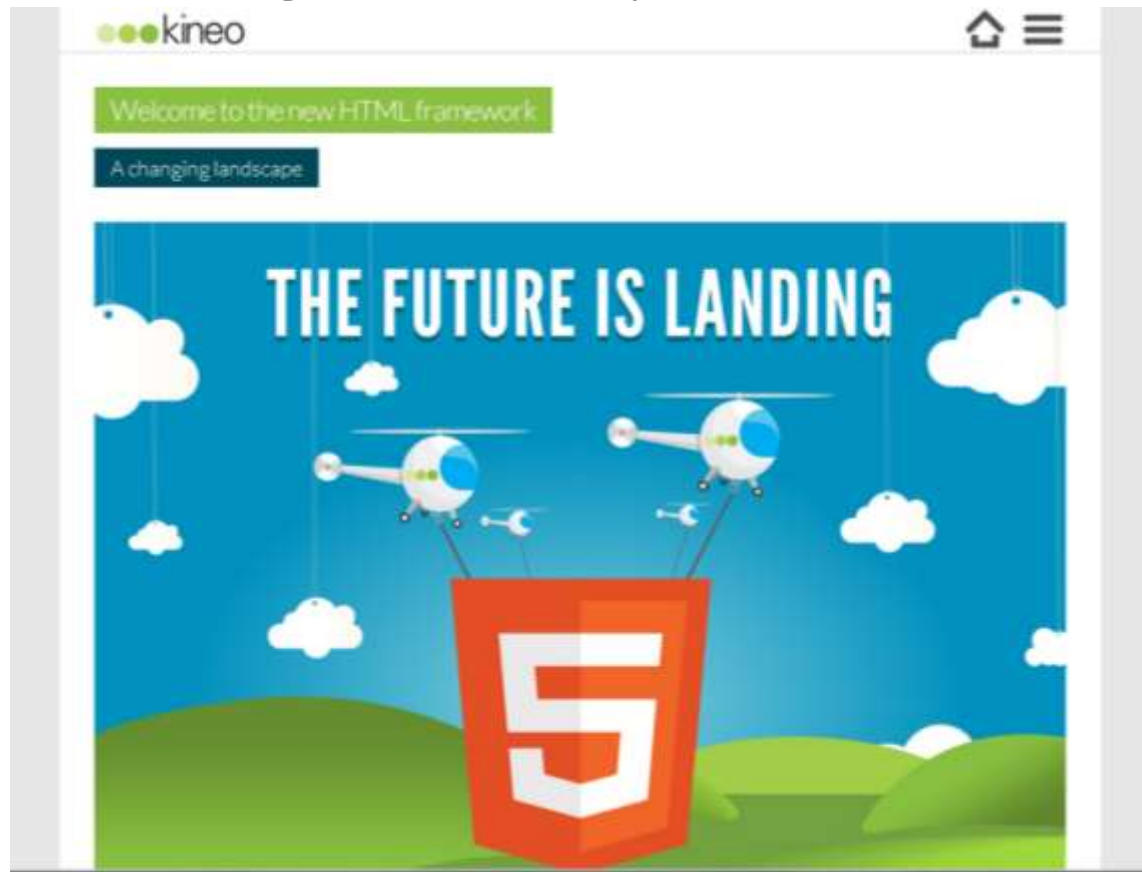 kineo
Welcome to the new HTML framework
A changing landscape
THE FUTURE IS LANDING
5